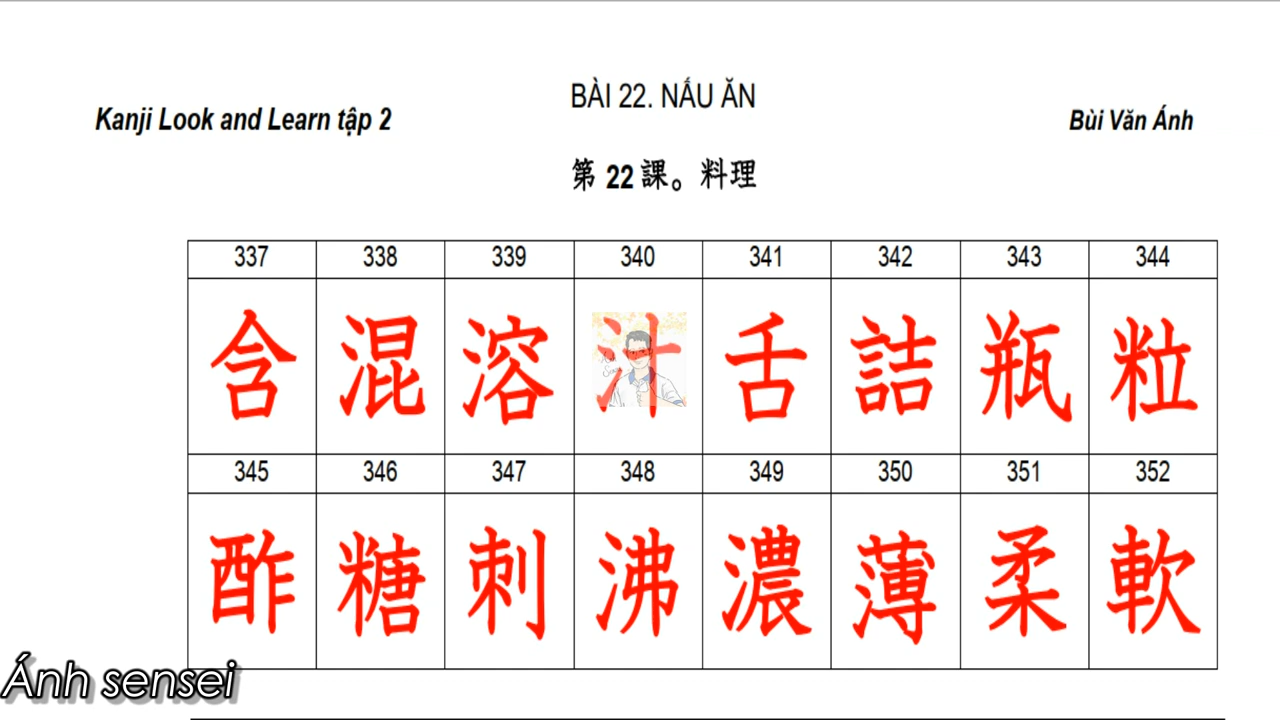 BÀI 22. NẤU ĂN
Kanji Look and Learn tập 2
Bùi Văn Ánh
第 22 課。料理
337 338 339 340 341 342 343 344
含 混 溶 汁 舌 詰 瓶 粒
345 346 347 348 349 350 351 352
酢 糖 刺 沸 濃 薄 柔 軟
Ánh sensei